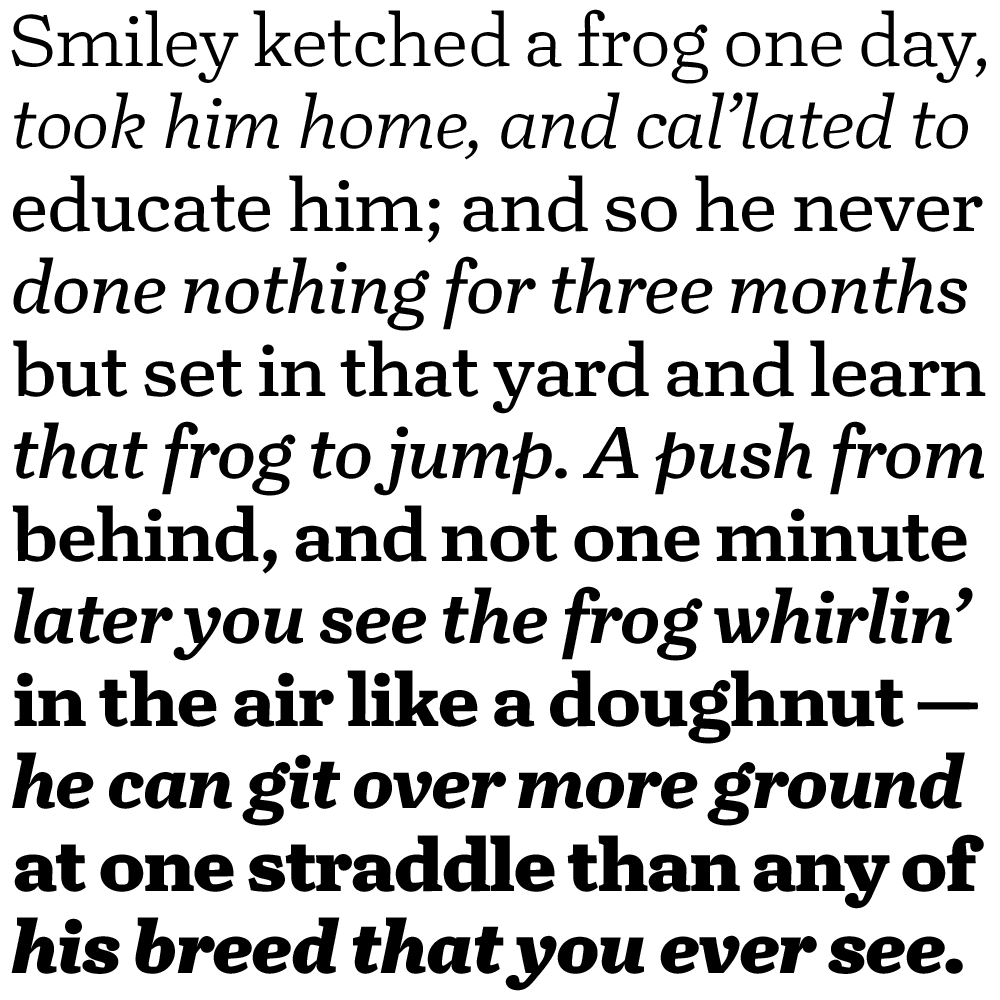 Smiley ketched a frog one day,
took him home, and cal’lated to
educate him; and so he never
done nothing for three months
but set in that yard and learn
that frog to jump. A push from
behind, and not one minute
later you see the frog whirlin’
in the air like a doughnut —
he can git over more ground
at one straddle than any of
his breed that you ever see.